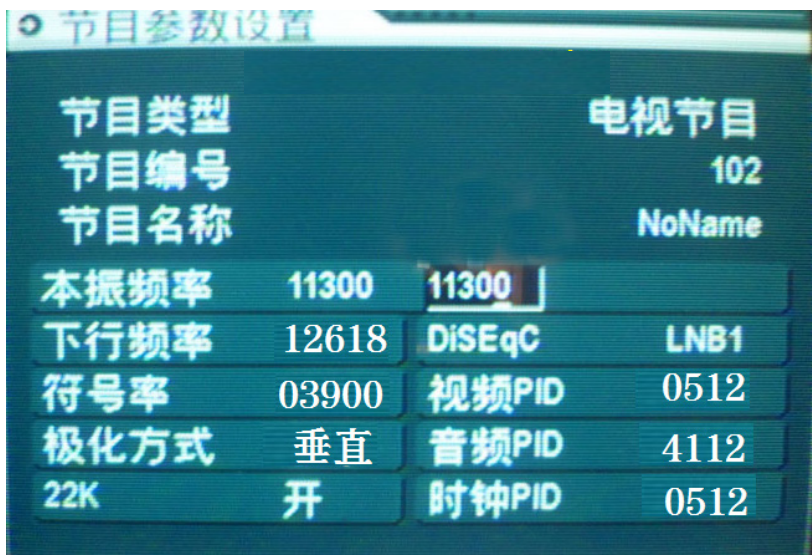 节目参数设置
节目类型 电视节目
节目编号 102
节目名称 NoName
本振频率 11300 11300
下行频率 12618 DiSEqC LNB1
符号率 03900 视频PID 0512
极化方式 垂直 音频PID 4112
22K 开 时钟PID 0512